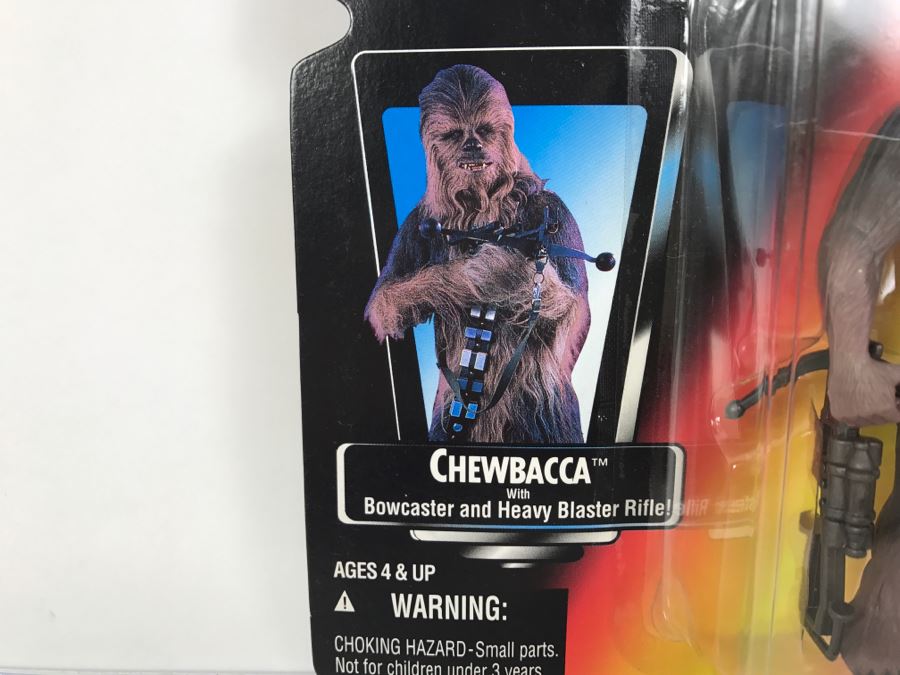 CHEWBACCA™
With
Bowcaster and Heavy Blaster Rifle!
AGES 4 & UP
⚠ WARNING:
CHOKING HAZARD-Small parts.
Not for children under 3 years.